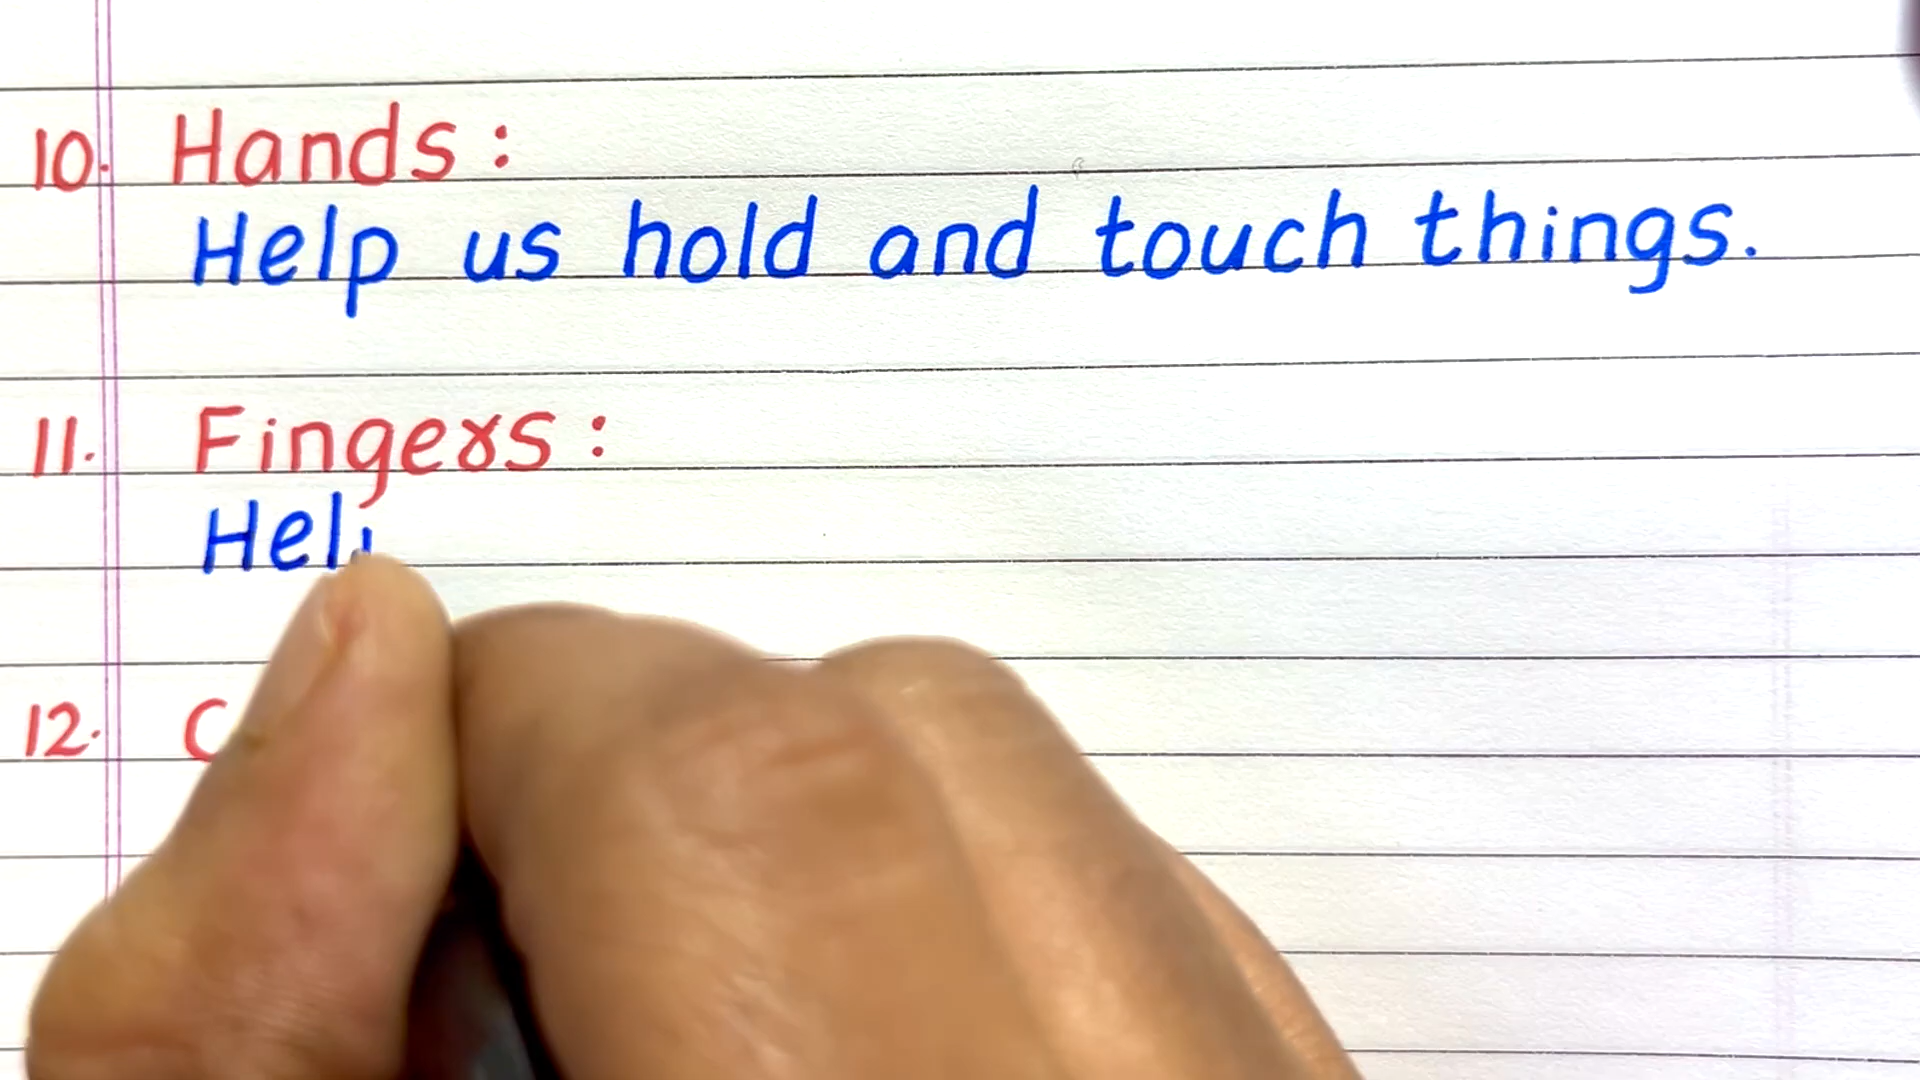 10. Hands :
Help us hold and touch things.
11. Fingers :
Hel
12. C